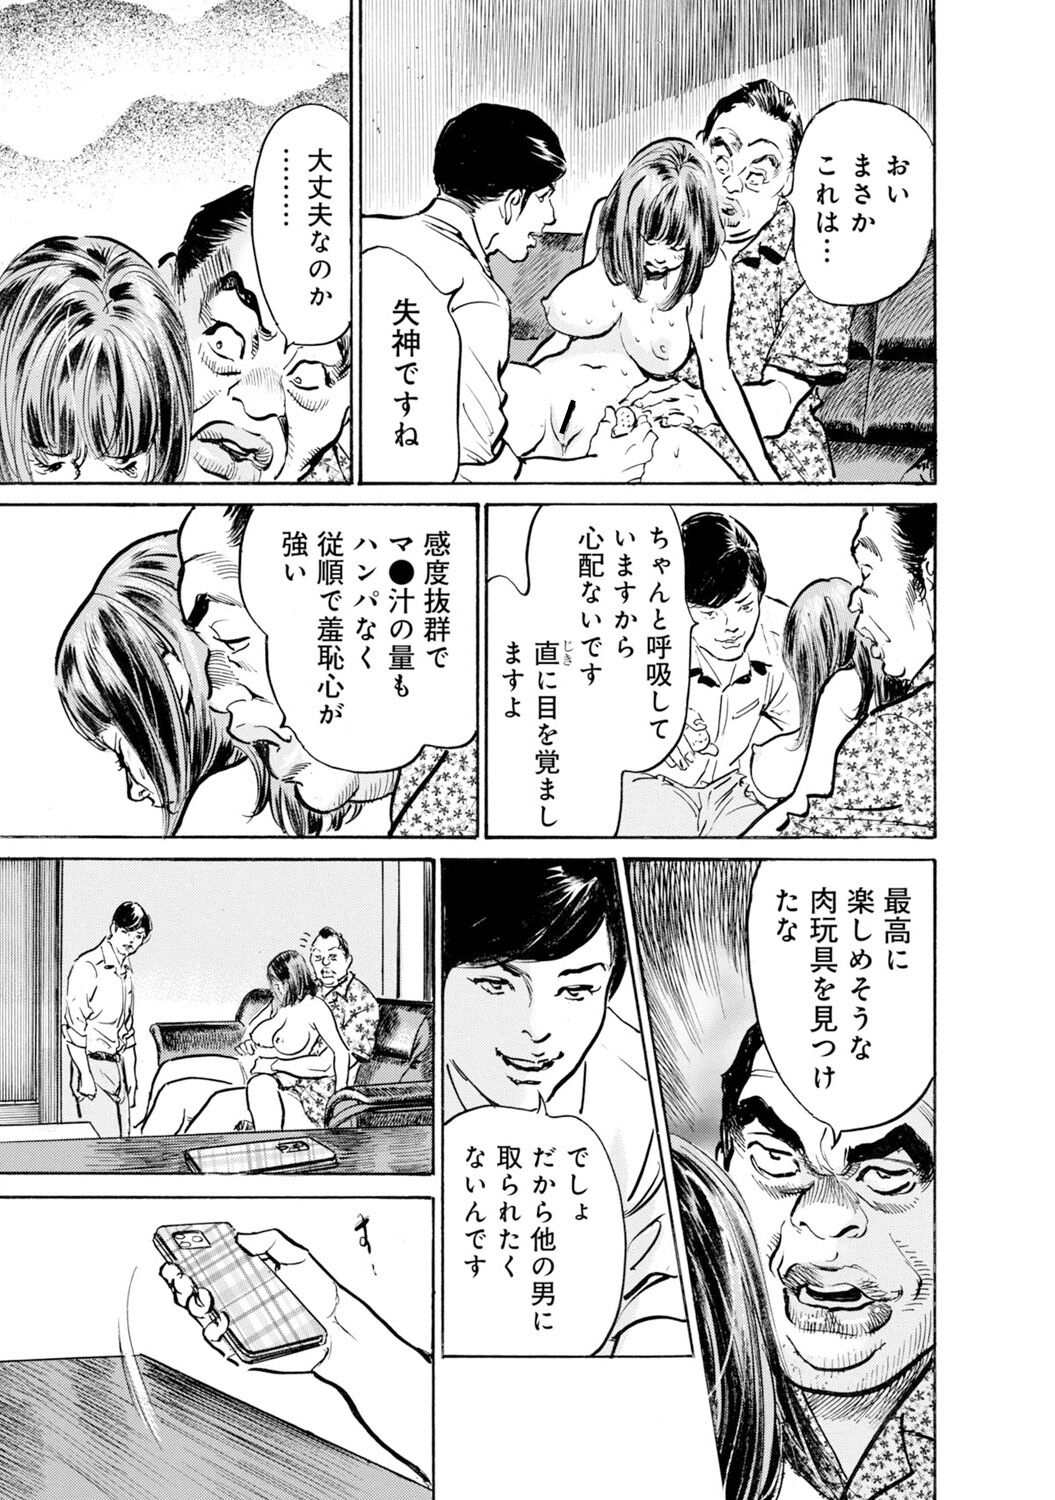 おい
まさか
これは…
失神ですね
大丈夫なのか
………
ちゃんと呼吸して
いますから
心配ないです
直に目を覚まし
じき
ますよ
感度抜群で
マ●汁の量も
ハンパなく
従順で羞恥心が
強い
最高に
楽しめそうな
肉玩具を見つけ
たな
でしょ
だから他の男に
取られたく
ないんです
す